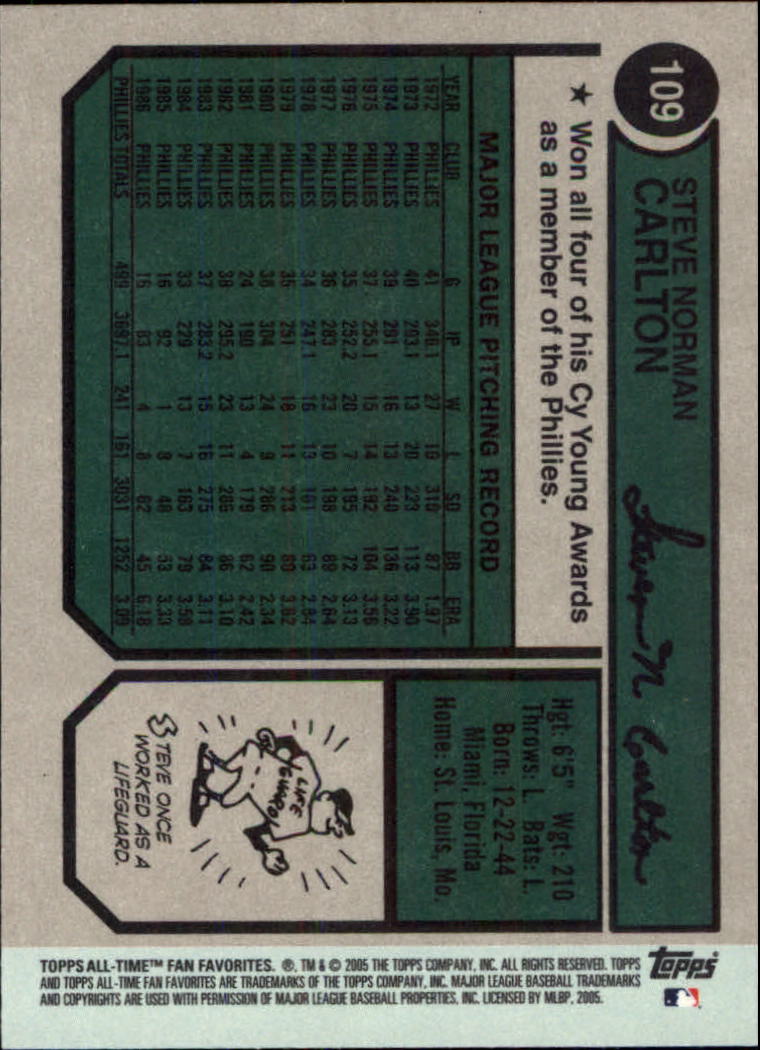 109
STEVE NORMAN
CARLTON
Steven N. Carlton
★ Won all four of his Cy Young Awards
as a member of the Phillies.
MAJOR LEAGUE PITCHING RECORD
YEAR CLUB G IP W L SO BB ERA
1972 PHILLIES 41 346.1 27 10 310 87 1.97
1973 PHILLIES 40 293.1 13 20 223 113 3.90
1974 PHILLIES 39 291 16 13 240 136 3.22
1975 PHILLIES 37 255.1 15 14 192 104 3.56
1976 PHILLIES 35 252.2 20 7 195 72 3.13
1977 PHILLIES 36 283 23 10 198 89 2.64
1978 PHILLIES 34 247.1 16 13 161 63 2.84
1979 PHILLIES 35 251 18 11 213 89 3.62
1980 PHILLIES 38 304 24 9 286 90 2.34
1981 PHILLIES 24 190 13 4 179 62 2.42
1982 PHILLIES 38 295.2 23 11 286 86 3.10
1983 PHILLIES 37 283.2 15 16 275 84 3.11
1984 PHILLIES 33 229 13 7 163 79 3.58
1985 PHILLIES 16 92 1 8 48 53 3.33
1986 PHILLIES 16 83 4 8 62 45 6.18
PHILLIES TOTALS 499 3697.1 241 161 3031 1252 3.09
Hgt: 6'5" Wgt: 210
Throws: L. Bats: L.
Born: 12-22-44
Miami, Florida
Home: St. Louis, Mo.
LIFE
GUARD
STEVE ONCE
WORKED AS A
LIFEGUARD.
topps
TOPPS ALL-TIME™ FAN FAVORITES. ®, TM & © 2005 THE TOPPS COMPANY, INC. ALL RIGHTS RESERVED. TOPPS
AND TOPPS ALL-TIME FAN FAVORITES ARE TRADEMARKS OF THE TOPPS COMPANY, INC. MAJOR LEAGUE BASEBALL TRADEMARKS
AND COPYRIGHTS ARE USED WITH PERMISSION OF MAJOR LEAGUE BASEBALL PROPERTIES, INC. LICENSED BY MLBP, 2005.